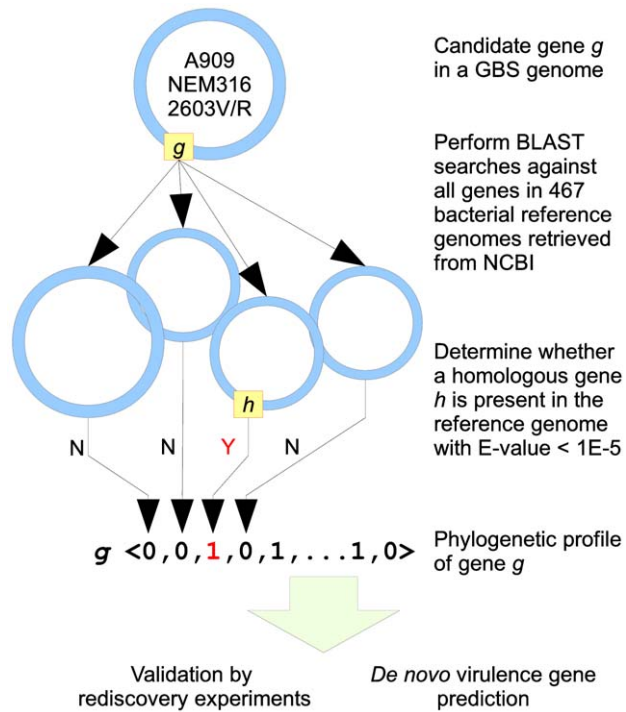 A909
NEM316
2603V/R
g
Candidate gene g
in a GBS genome
Perform BLAST
searches against
all genes in 467
bacterial reference
genomes retrieved
from NCBI
h
Determine whether
a homologous gene
h is present in the
reference genome
with E-value < 1E-5
N N Y N
g <0,0,1,0,1,...1,0>
Phylogenetic profile
of gene g
Validation by
rediscovery experiments
De novo virulence gene
prediction